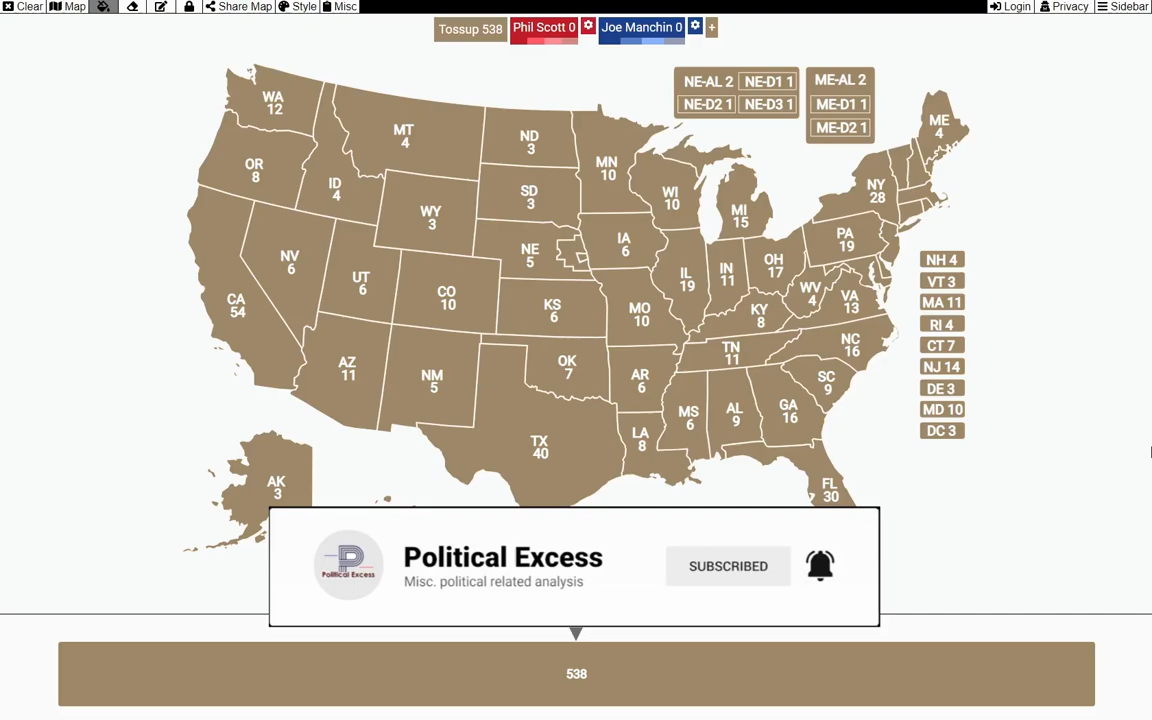 Clear Map Share Map Style Misc Login Privacy Sidebar
Tossup 538 Phil Scott 0 Joe Manchin 0 +
NE-AL 2 NE-D1 1
NE-D2 1 NE-D3 1
ME-AL 2
ME-D1 1
ME-D2 1
WA
12
MT
4
ND
3
MN
10
ME
4
OR
8
ID
4
WY
3
SD
3
WI
10
MI
15
NY
28
NV
6
UT
6
CO
10
NE
5
IA
6
IL
19
IN
11
OH
17
PA
19
CA
54
KS
6
MO
10
KY
8
WV
4
VA
13
AZ
11
NM
5
OK
7
AR
6
TN
11
NC
16
SC
9
TX
40
LA
8
MS
6
AL
9
GA
16
AK
3
FL
30
NH 4
VT 3
MA 11
RI 4
CT 7
NJ 14
DE 3
MD 10
DC 3
P
Political Excess
Political Excess
Misc. political related analysis
SUBSCRIBED
538